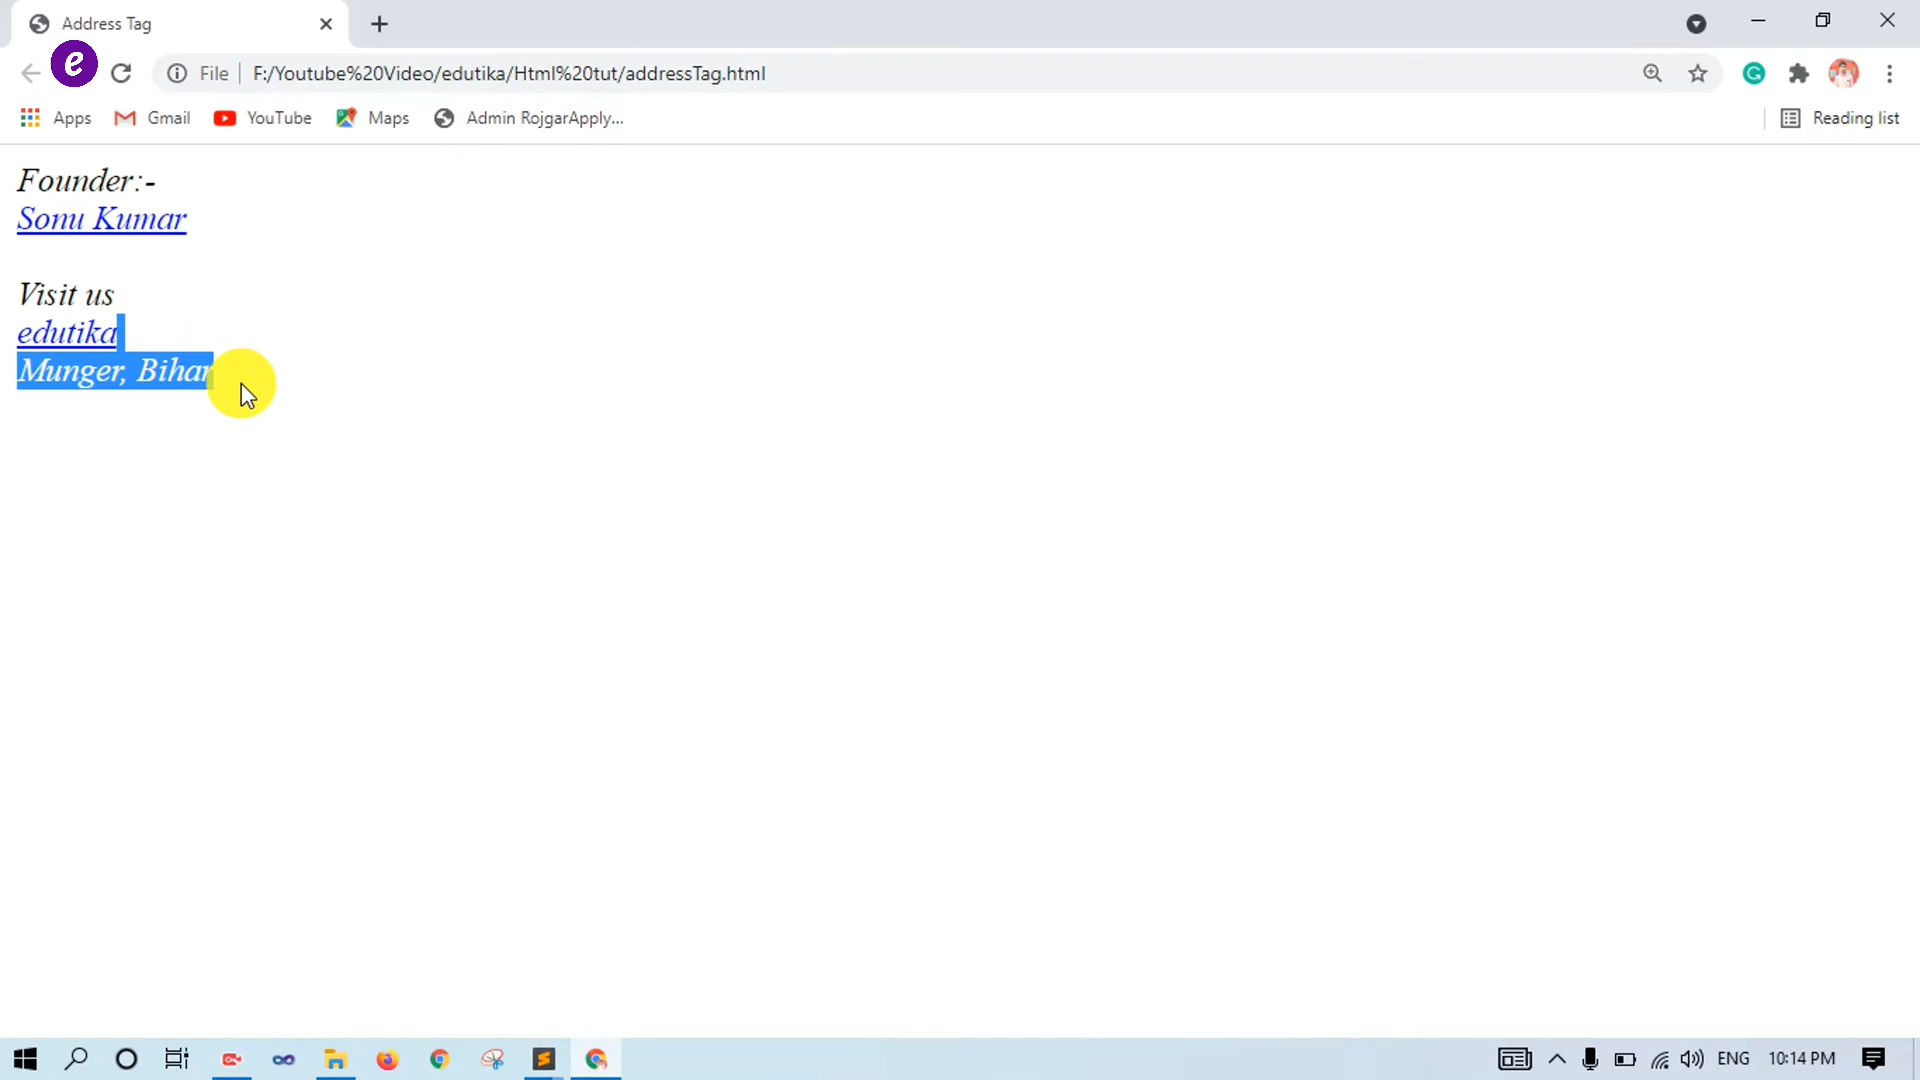 Address Tag
e
File
F:/Youtube%20Video/edutika/Html%20tut/addressTag.html
Apps
Gmail
YouTube
Maps
Admin RojgarApply...
Reading list
Founder:-
Sonu Kumar
Visit us
edutika
Munger, Bihar
ENG
10:14 PM